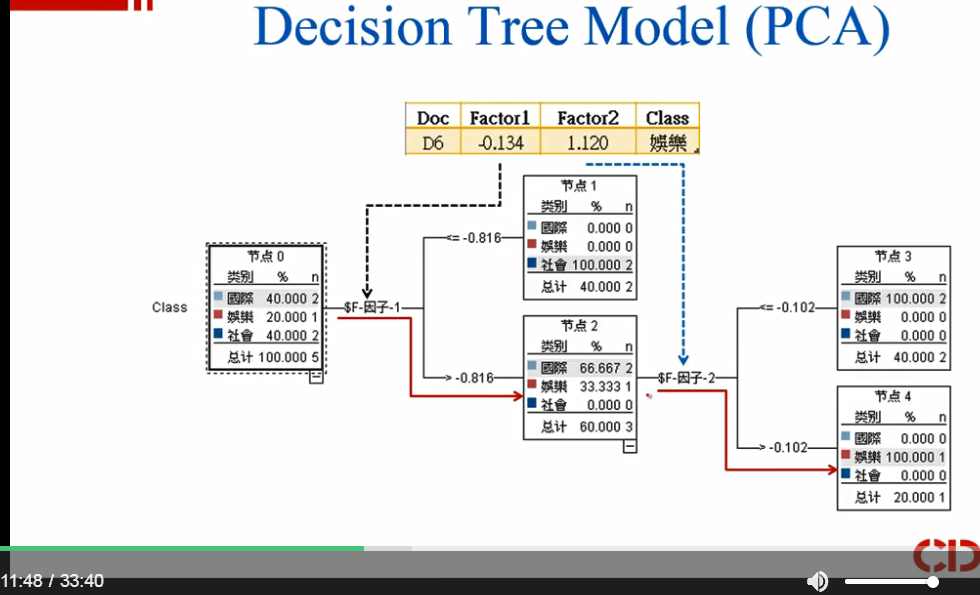 Decision Tree Model (PCA)
Doc Factor1 Factor2 Class
D6 -0.134 1.120 娛樂
Class
节点 0
类别 % n
國際 40.000 2
娛樂 20.000 1
社會 40.000 2
总计 100.000 5
$F-因子-1
<= -0.816
节点 1
类别 % n
國際 0.000 0
娛樂 0.000 0
社會 100.000 2
总计 40.000 2
> -0.816
节点 2
类别 % n
國際 66.667 2
娛樂 33.333 1
社會 0.000 0
总计 60.000 3
$F-因子-2
<= -0.102
节点 3
类别 % n
國際 100.000 2
娛樂 0.000 0
社會 0.000 0
总计 40.000 2
> -0.102
节点 4
类别 % n
國際 0.000 0
娛樂 100.000 1
社會 0.000 0
总计 20.000 1
CID
11:48 / 33:40